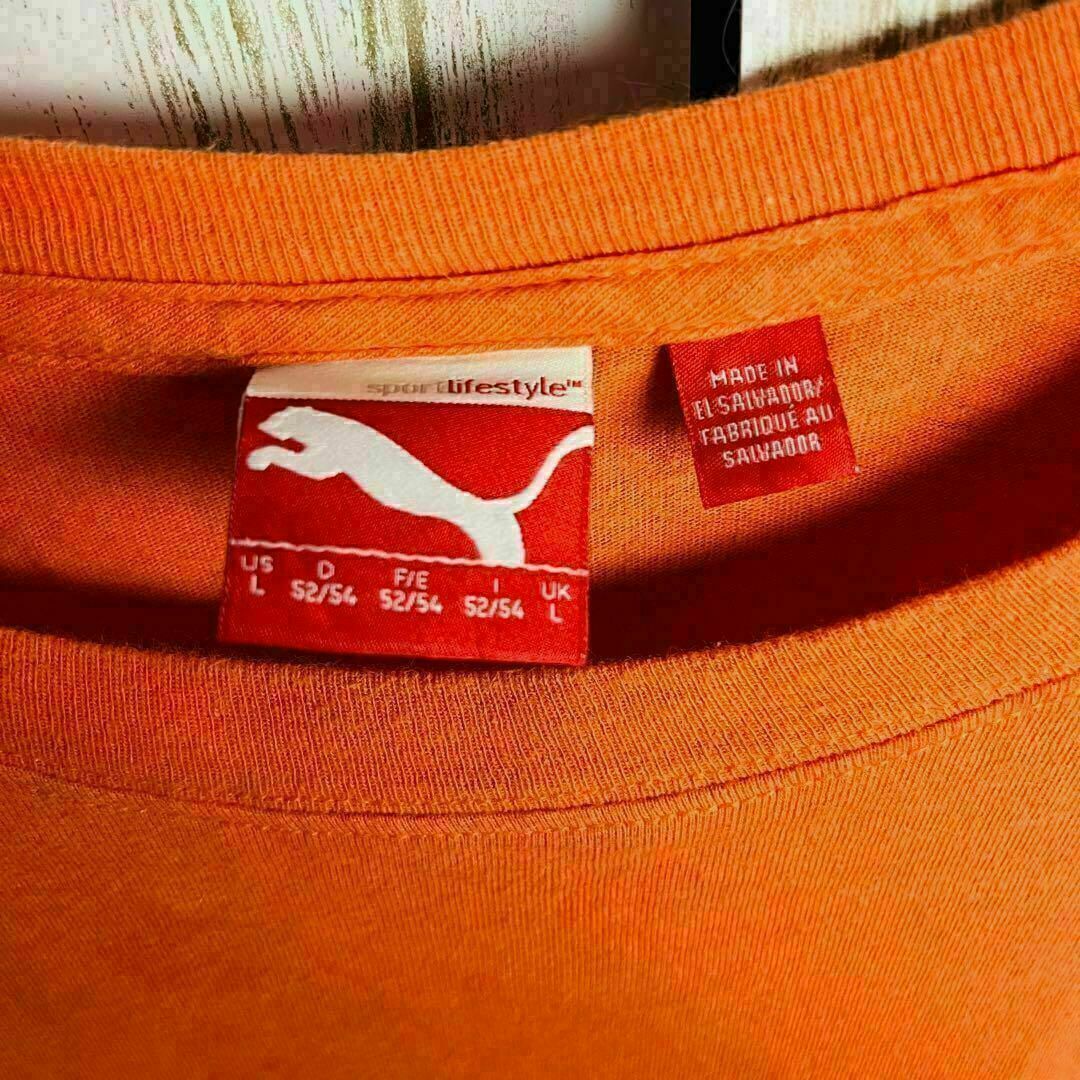 sportlifestyle™
US D F/E I UK
L 52/54 52/54 52/54 L
MADE IN
EL SALVADOR/
FABRIQUÉ AU
SALVADOR